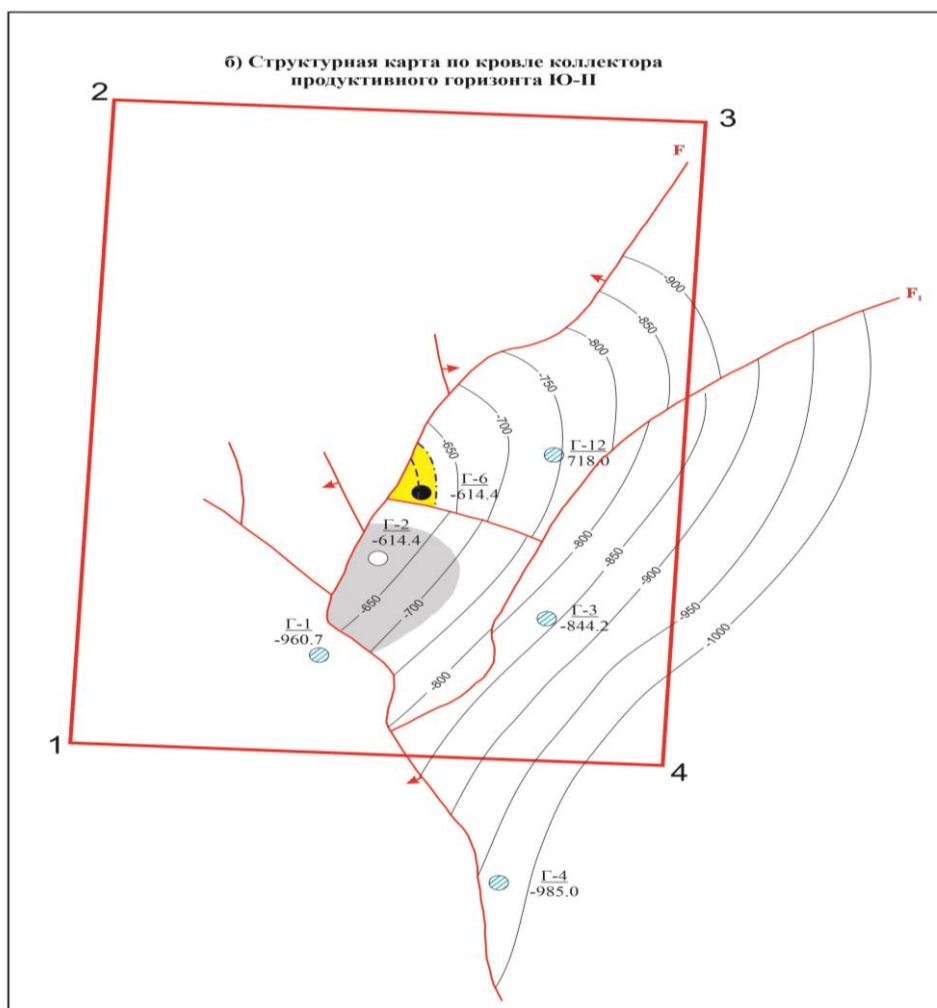 б) Структурная карта по кровле коллектора
продуктивного горизонта Ю-II
2
3
F
-900
F₁
-850
-800
-750
-700
-650
Г-12
718.0
Г-6
-614.4
Г-2
-614.4
-800
-850
-900
-650
-700
Г-3
-844.2
-950
Г-1
-960.7
-1000
-800
1
4
Г-4
-985.0